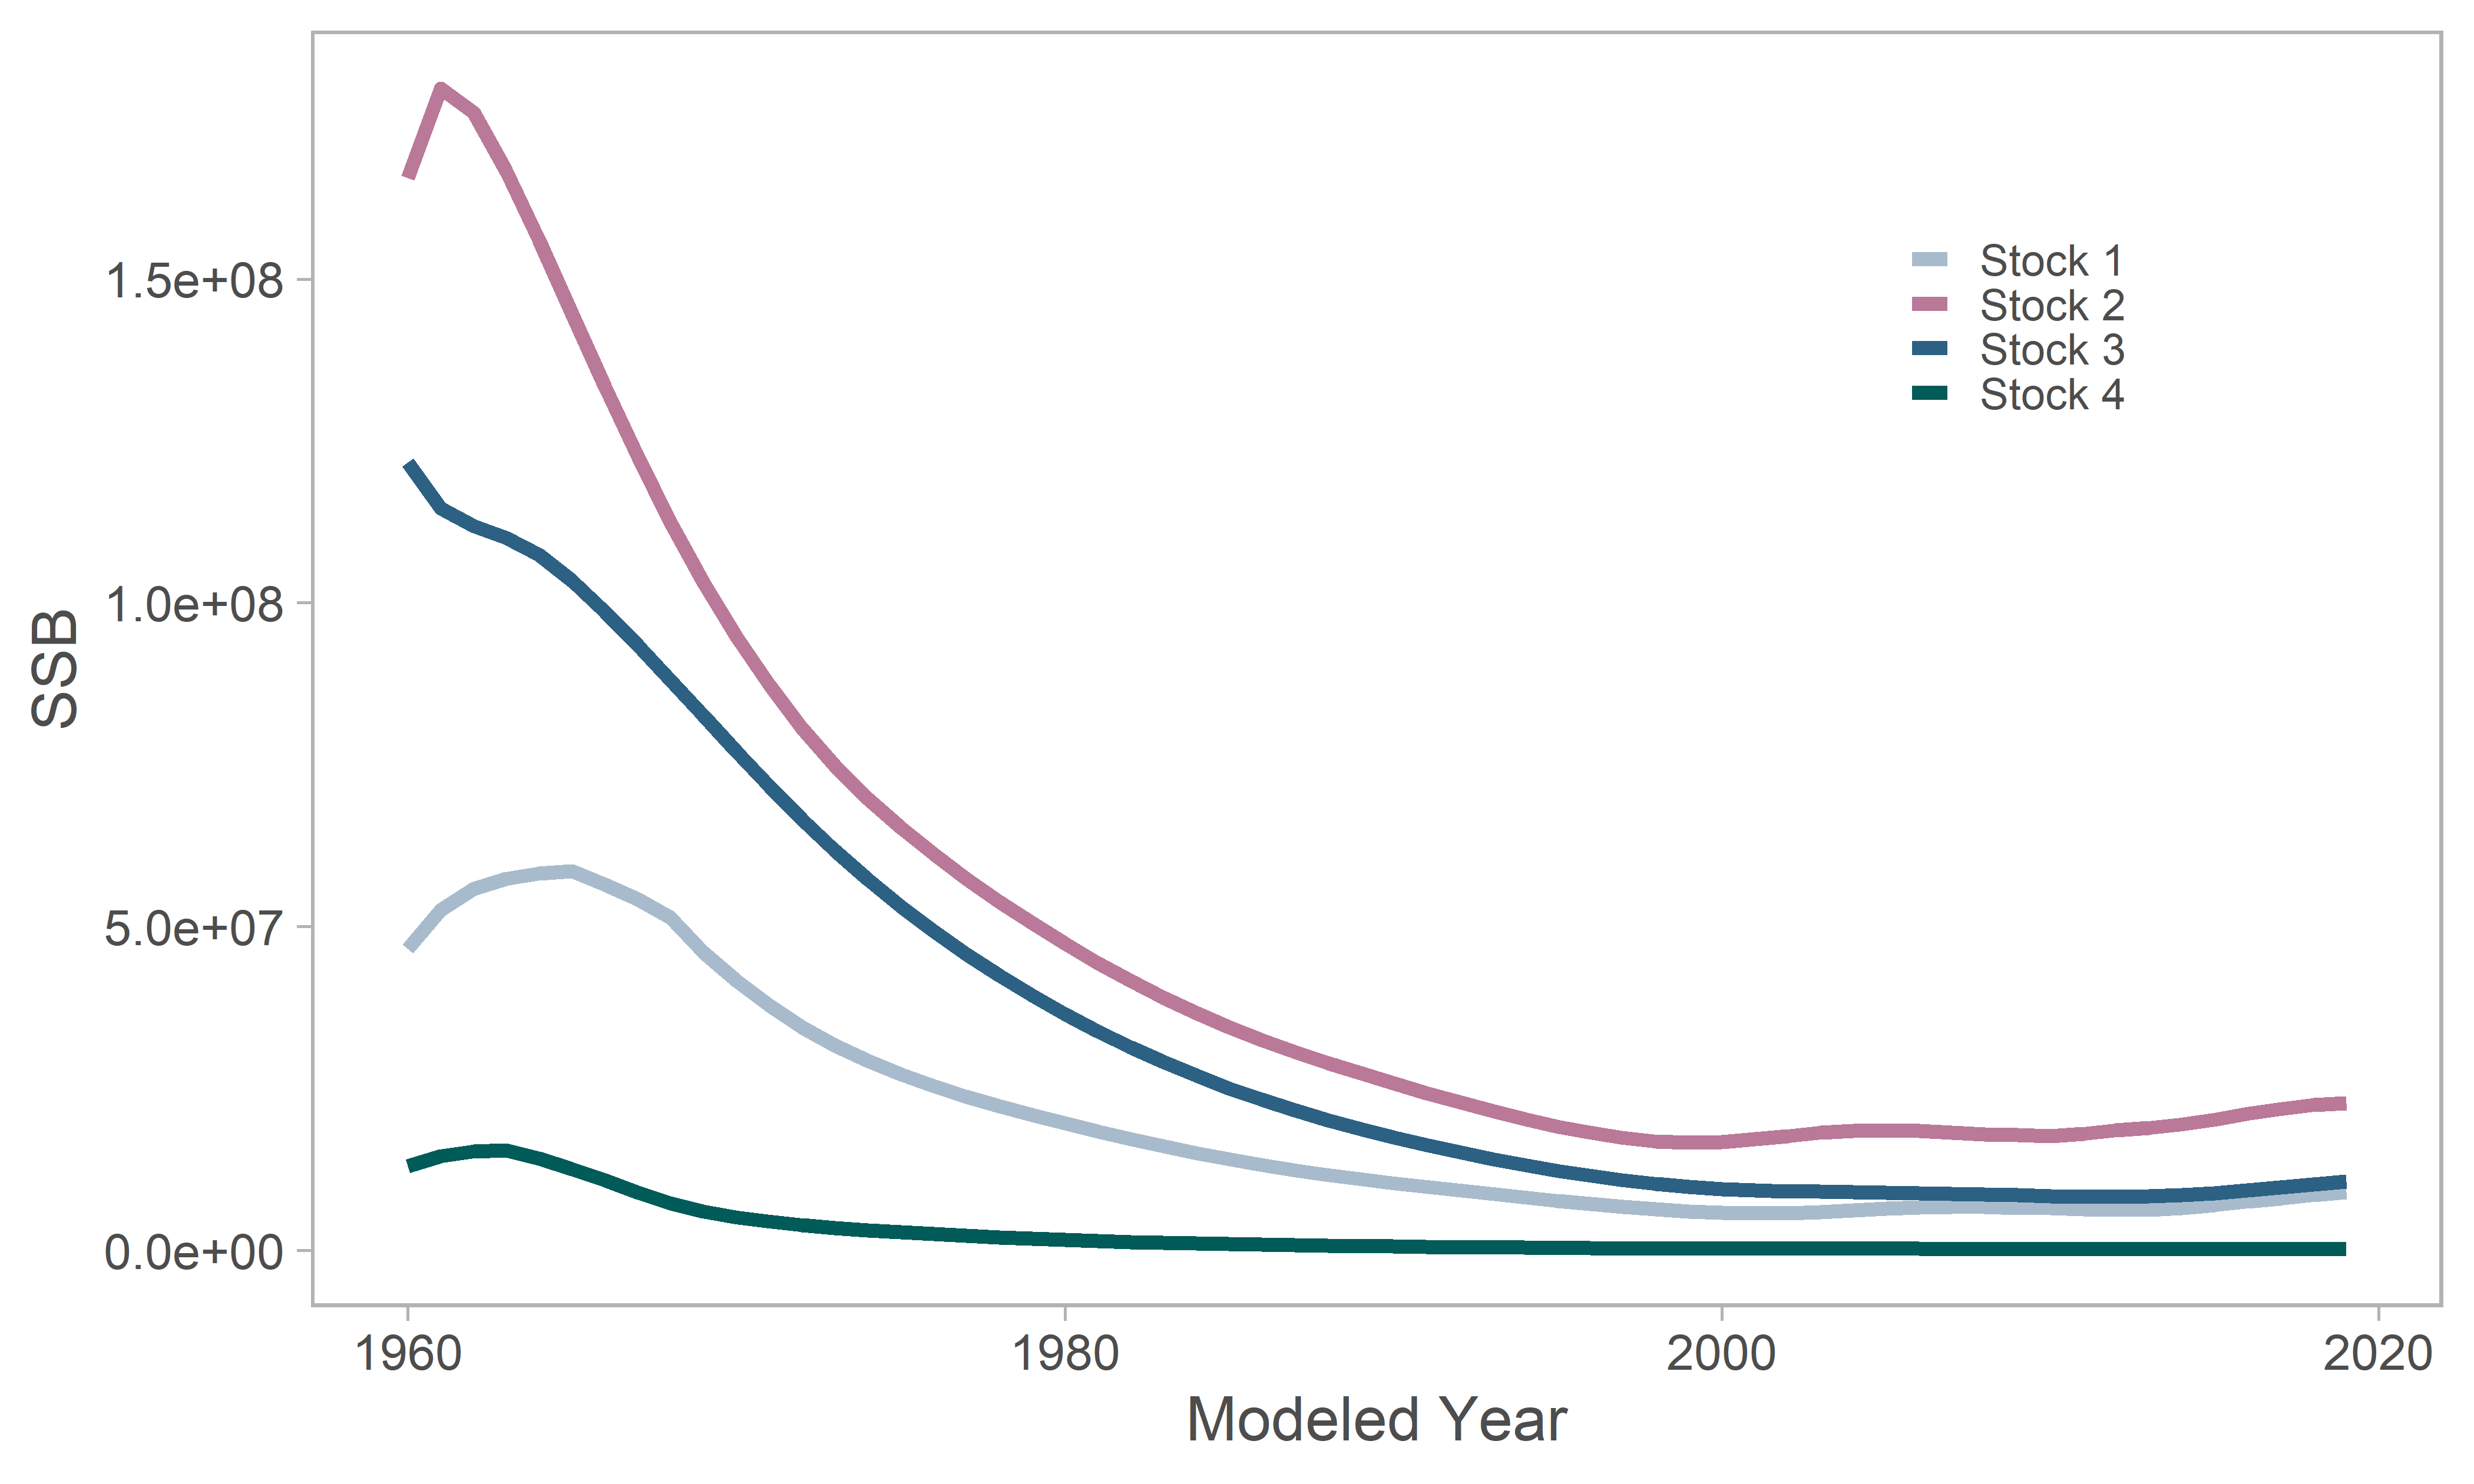 SSB
1.5e+08
1.0e+08
5.0e+07
0.0e+00
Stock 1
Stock 2
Stock 3
Stock 4
1960
1980
2000
2020
Modeled Year